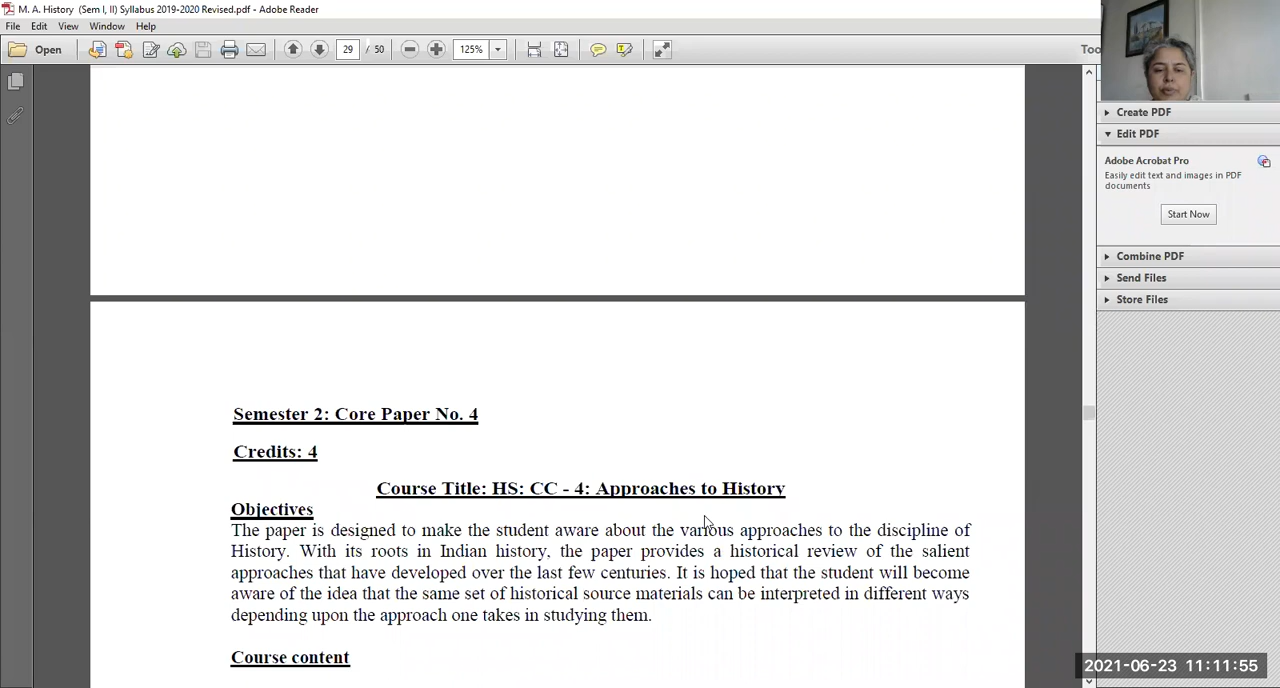 M. A. History (Sem I, II) Syllabus 2019-2020 Revised.pdf - Adobe Reader
File Edit View Window Help
Open 29 / 50 125% Too
Create PDF
Edit PDF
Adobe Acrobat Pro
Easily edit text and images in PDF
documents
Start Now
Combine PDF
Send Files
Store Files
Semester 2: Core Paper No. 4
Credits: 4
Course Title: HS: CC - 4: Approaches to History
Objectives
The paper is designed to make the student aware about the various approaches to the discipline of
History. With its roots in Indian history, the paper provides a historical review of the salient
approaches that have developed over the last few centuries. It is hoped that the student will become
aware of the idea that the same set of historical source materials can be interpreted in different ways
depending upon the approach one takes in studying them.
Course content
2021-06-23 11:11:55